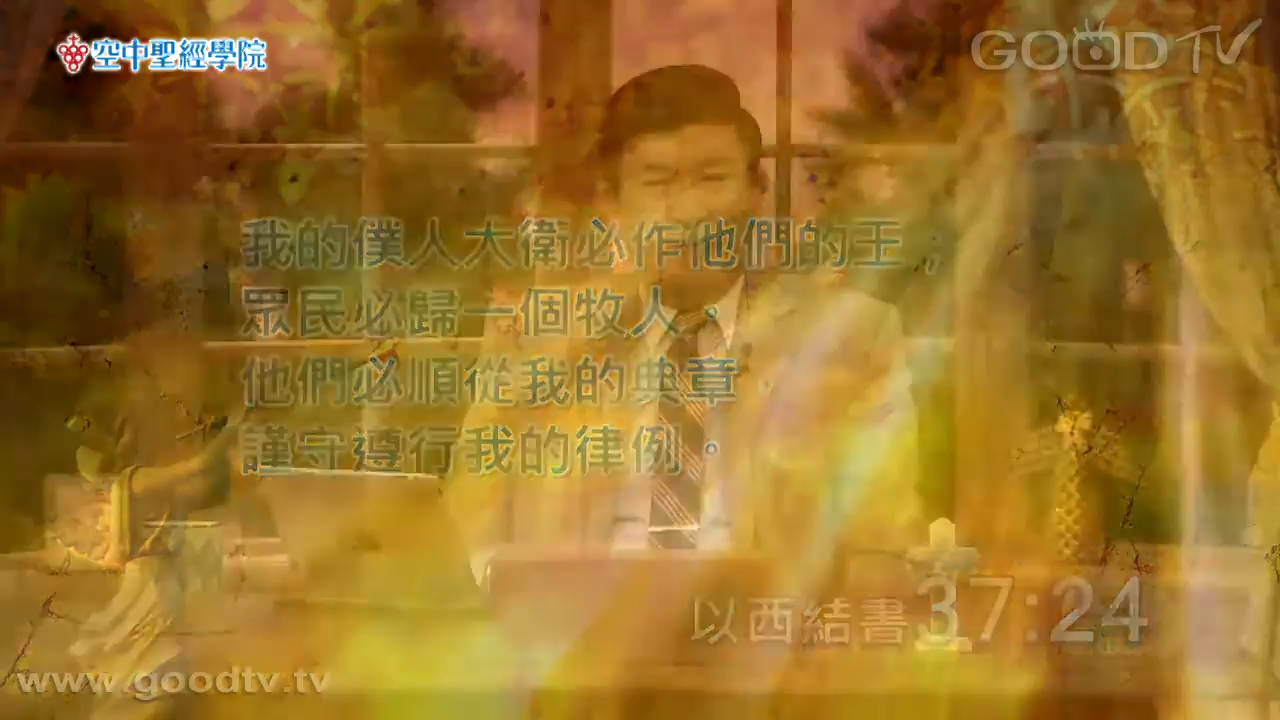 空中聖經學院
GOOD TV
我的僕人大衛必作他們的王；
眾民必歸一個牧人。
他們必順從我的典章
謹守遵行我的律例。
以西結書37:24
www.goodtv.tv